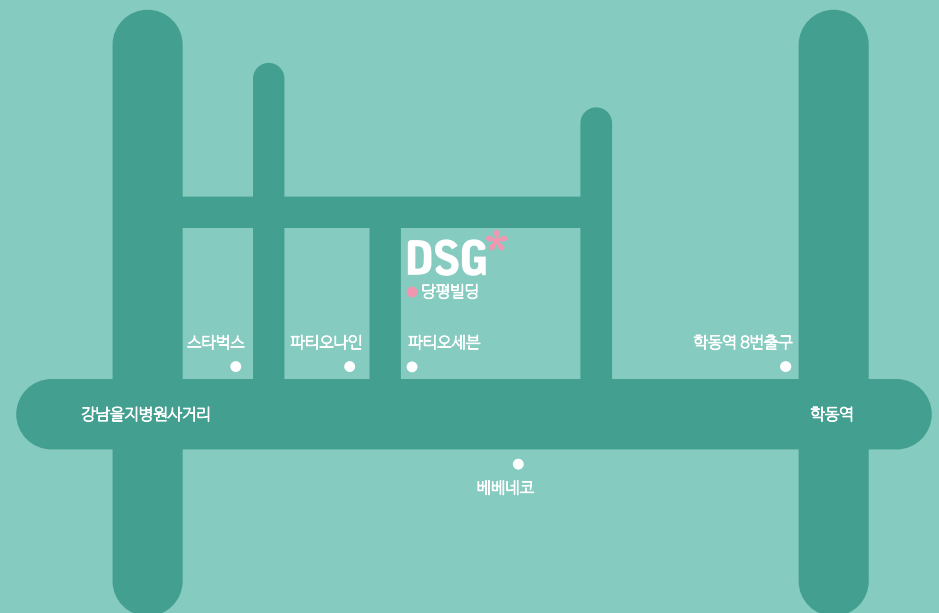 DSG*
당평빌딩
스타벅스
파티오나인
파티오세븐
학동역 8번출구
강남을지병원사거리
학동역
베베네코